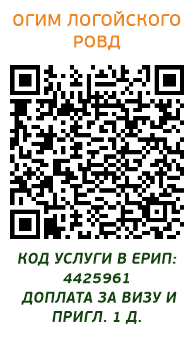 ОГИМ ЛОГОЙСКОГО
РОВД
КОД УСЛУГИ В ЕРИП:
4425961
ДОПЛАТА ЗА ВИЗУ И
ПРИГЛ. 1 Д.